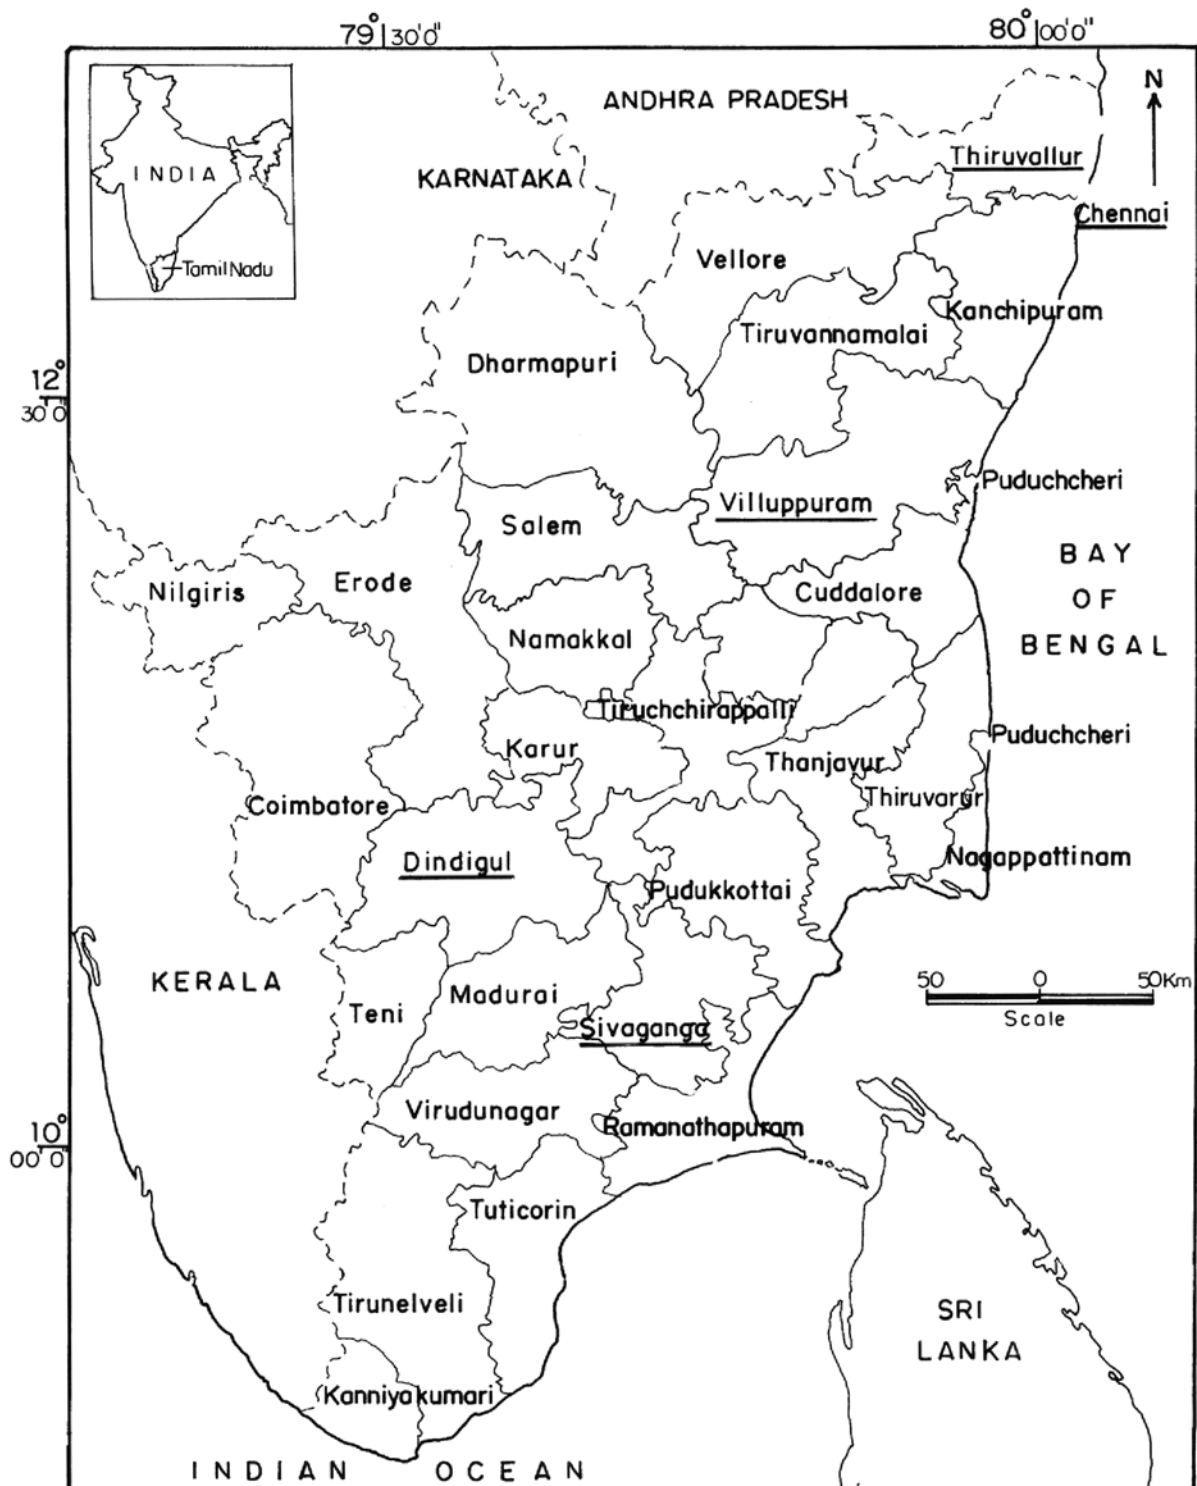 79° 30'0"
80° 00'0"
ANDHRA PRADESH
N
INDIA
KARNATAKA
Thiruvallur
Chennai
Tamil Nadu
Vellore
Kanchipuram
Tiruvannamalai
Dharmapuri
12°
30'0"
Puduchcheri
Villuppuram
Salem
BAY
OF
BENGAL
Nilgiris
Erode
Cuddalore
Namakkal
Tiruchchirappalli
Karur
Puduchcheri
Thanjavur
Thiruvarur
Coimbatore
Dindigul
Nagappattinam
Pudukkottai
KERALA
50 0 50Km
Scale
Teni
Madurai
Sivaganga
Virudunagar
Ramanathapuram
10°
00'0"
Tuticorin
Tirunelveli
SRI
LANKA
Kanniyakumari
INDIAN OCEAN